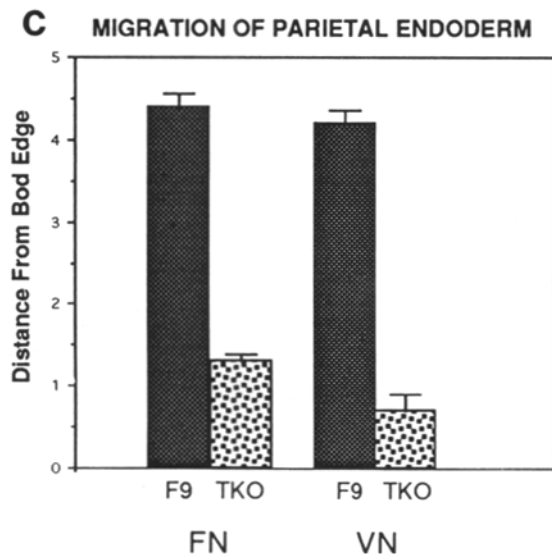 C MIGRATION OF PARIETAL ENDODERM
Distance From Bod Edge
5
4
3
2
1
0
F9 TKO F9 TKO
FN VN